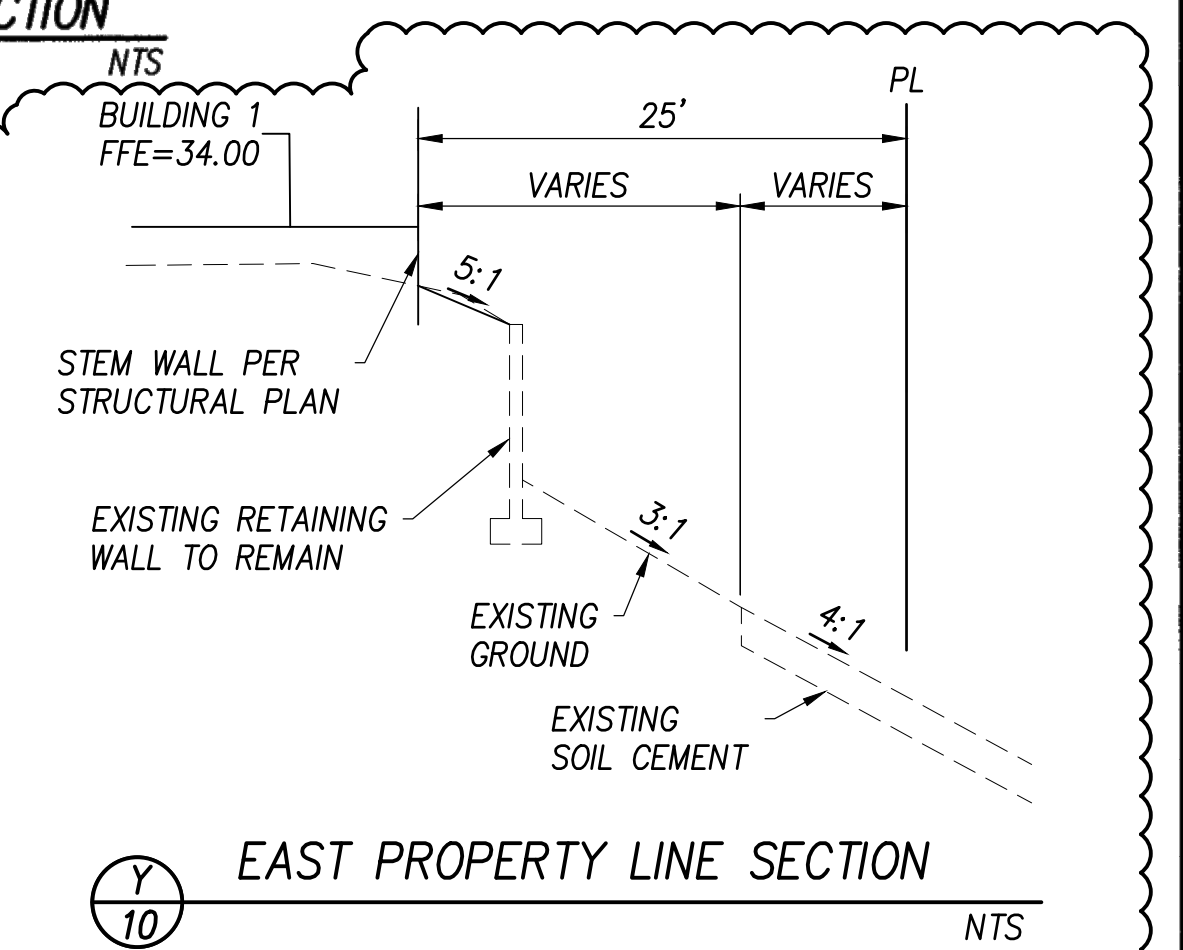 CTION
NTS
BUILDING 1
FFE=34.00
PL
25'
VARIES
VARIES
5:1
STEM WALL PER
STRUCTURAL PLAN
EXISTING RETAINING
WALL TO REMAIN
3:1
EXISTING
GROUND
4:1
EXISTING
SOIL CEMENT
Y
10
EAST PROPERTY LINE SECTION
NTS